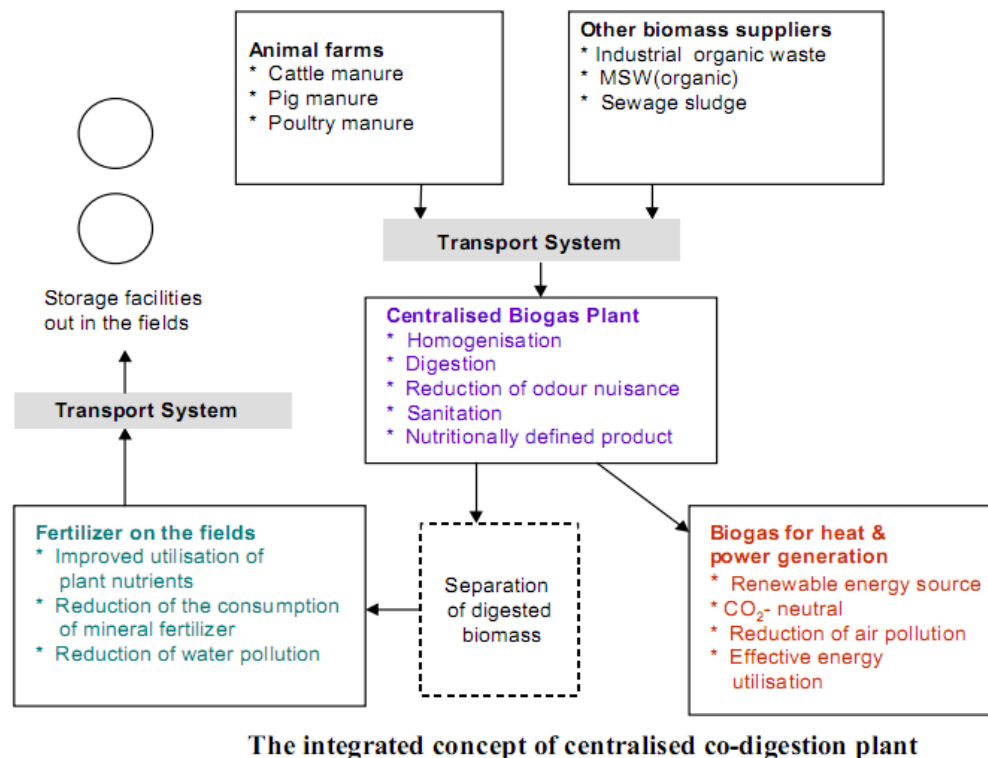 Animal farms
* Cattle manure
* Pig manure
* Poultry manure
Other biomass suppliers
* Industrial organic waste
* MSW(organic)
* Sewage sludge
Transport System
Storage facilities
out in the fields
Centralised Biogas Plant
* Homogenisation
* Digestion
* Reduction of odour nuisance
* Sanitation
* Nutritionally defined product
Transport System
Fertilizer on the fields
* Improved utilisation of
plant nutrients
* Reduction of the consumption
of mineral fertilizer
* Reduction of water pollution
Separation
of digested
biomass
Biogas for heat &
power generation
* Renewable energy source
* CO₂- neutral
* Reduction of air pollution
* Effective energy
utilisation
The integrated concept of centralised co-digestion plant